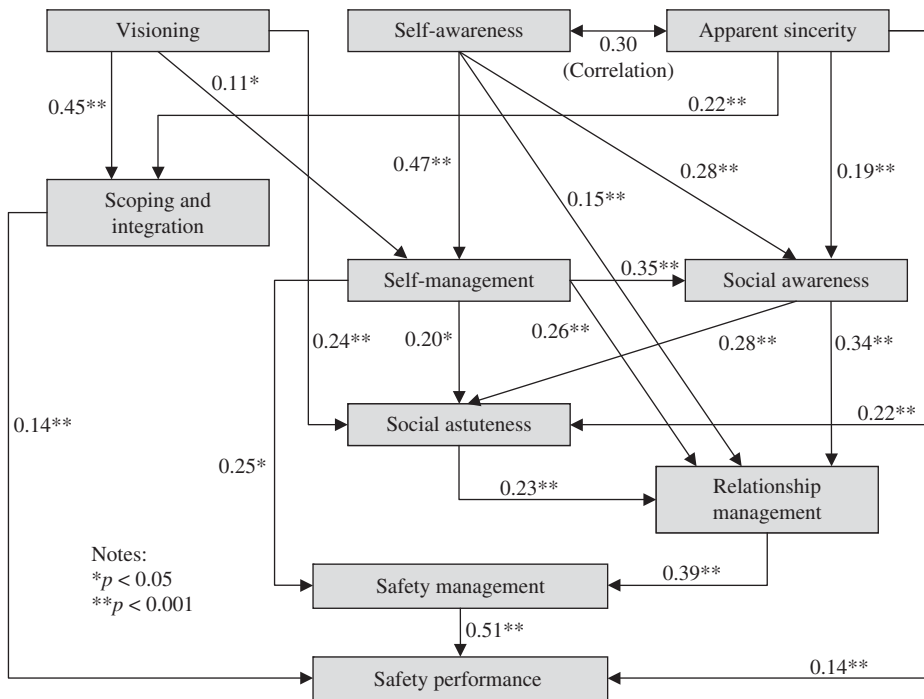 Visioning
Self-awareness
Apparent sincerity
0.30
(Correlation)
0.11*
0.45**
0.22**
0.47**
0.28**
0.19**
0.15**
Scoping and
integration
Self-management
0.35**
Social awareness
0.24**
0.20*
0.26**
0.28**
0.34**
0.14**
Social astuteness
0.22**
0.25*
0.23**
Relationship
management
Notes:
*p < 0.05
**p < 0.001
Safety management
0.39**
0.51**
Safety performance
0.14**